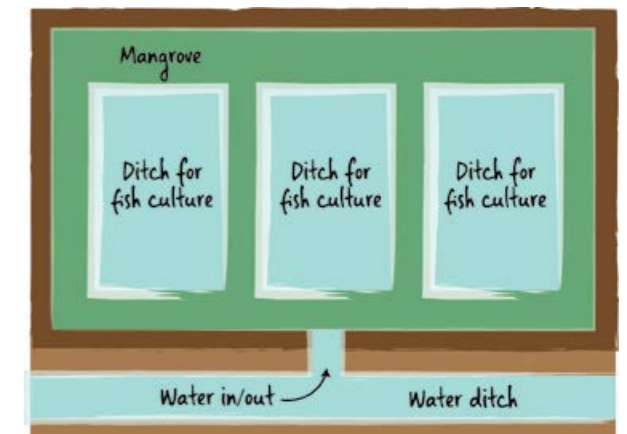 Mangrove
Ditch for
fish culture
Ditch for
fish culture
Ditch for
fish culture
Water in/out
Water ditch